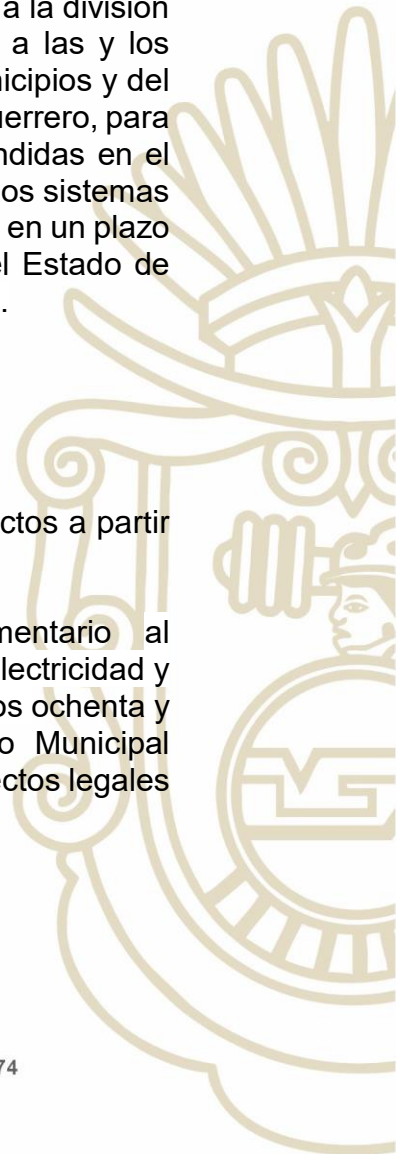 a la división
a las y los
nicipios y del
uerrero, para
ndidas en el
os sistemas
en un plazo
el Estado de
.
ctos a partir
mentario al
lectricidad y
os ochenta y
o Municipal
ectos legales
74